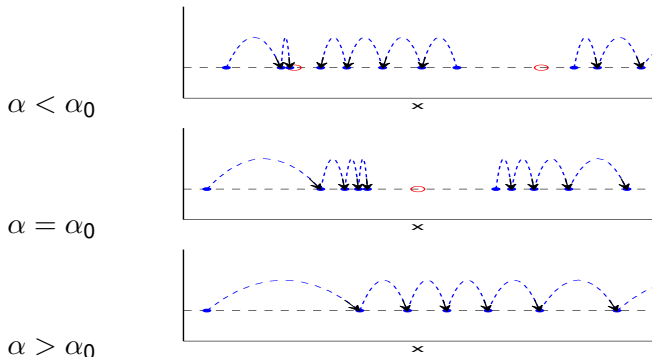 α < α₀
x
α = α₀
x
α > α₀
x